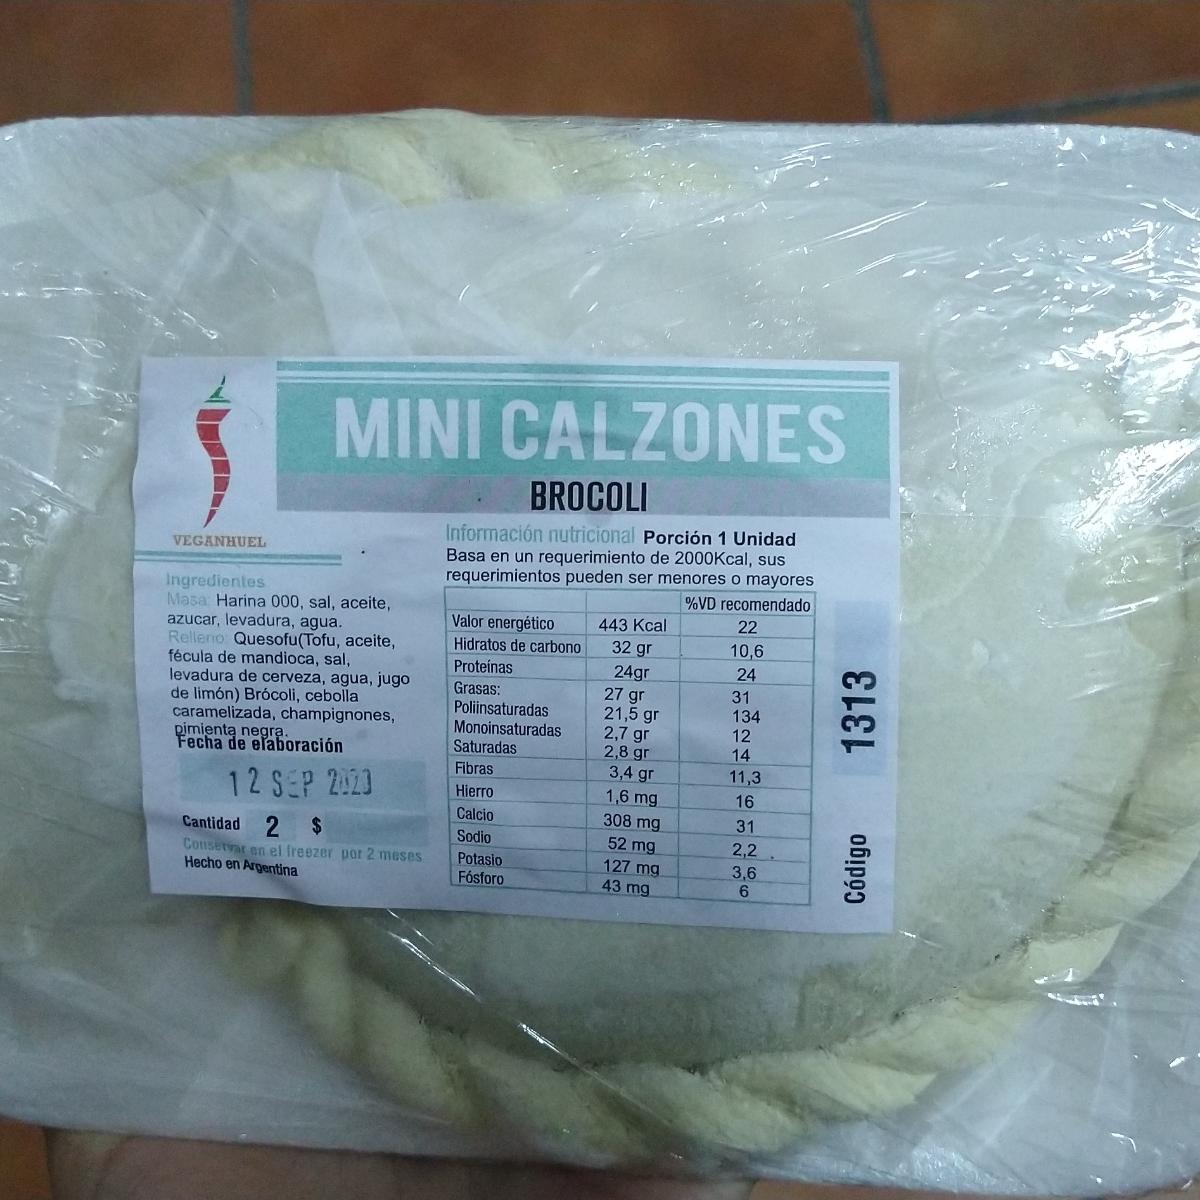 MINI CALZONES
BROCOLI
VEGANHUEL
Ingredientes
Masa: Harina 000, sal, aceite,
azucar, levadura, agua.
Relleno: Quesofu(Tofu, aceite,
fécula de mandioca, sal,
levadura de cerveza, agua, jugo
de limón) Brócoli, cebolla
caramelizada, champignones,
pimienta negra.
Fecha de elaboración
12 SEP 2023
Cantidad 2 $
Conservar en el freezer por 2 meses
Hecho en Argentina
Información nutricional Porción 1 Unidad
Basa en un requerimiento de 2000Kcal, sus
requerimientos pueden ser menores o mayores
%VD recomendado
Valor energético 443 Kcal 22
Hidratos de carbono 32 gr 10,6
Proteínas 24gr 24
Grasas: 27 gr 31
Poliinsaturadas 21,5 gr 134
Monoinsaturadas 2,7 gr 12
Saturadas 2,8 gr 14
Fibras 3,4 gr 11,3
Hierro 1,6 mg 16
Calcio 308 mg 31
Sodio 52 mg 2,2
Potasio 127 mg 3,6
Fósforo 43 mg 6
Código 1313